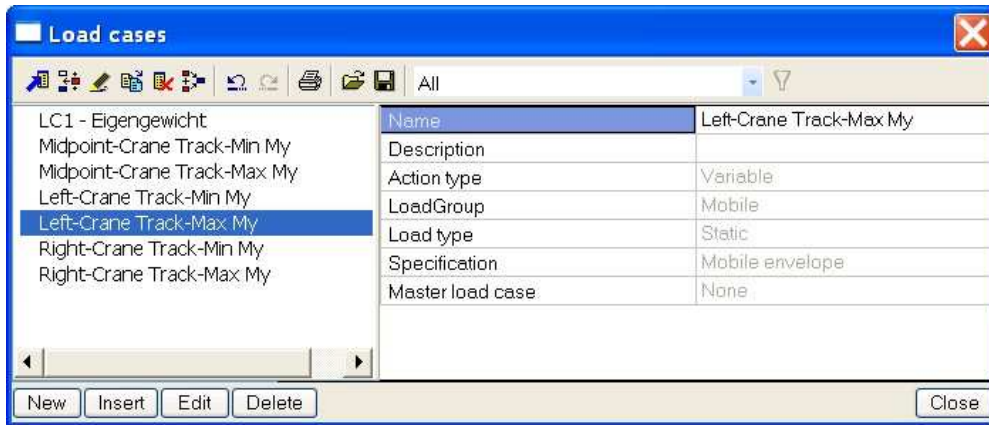 Load cases
All
LC1 - Eigengewicht
Midpoint-Crane Track-Min My
Midpoint-Crane Track-Max My
Left-Crane Track-Min My
Left-Crane Track-Max My
Right-Crane Track-Min My
Right-Crane Track-Max My
Name Left-Crane Track-Max My
Description
Action type Variable
LoadGroup Mobile
Load type Static
Specification Mobile envelope
Master load case None
New Insert Edit Delete Close